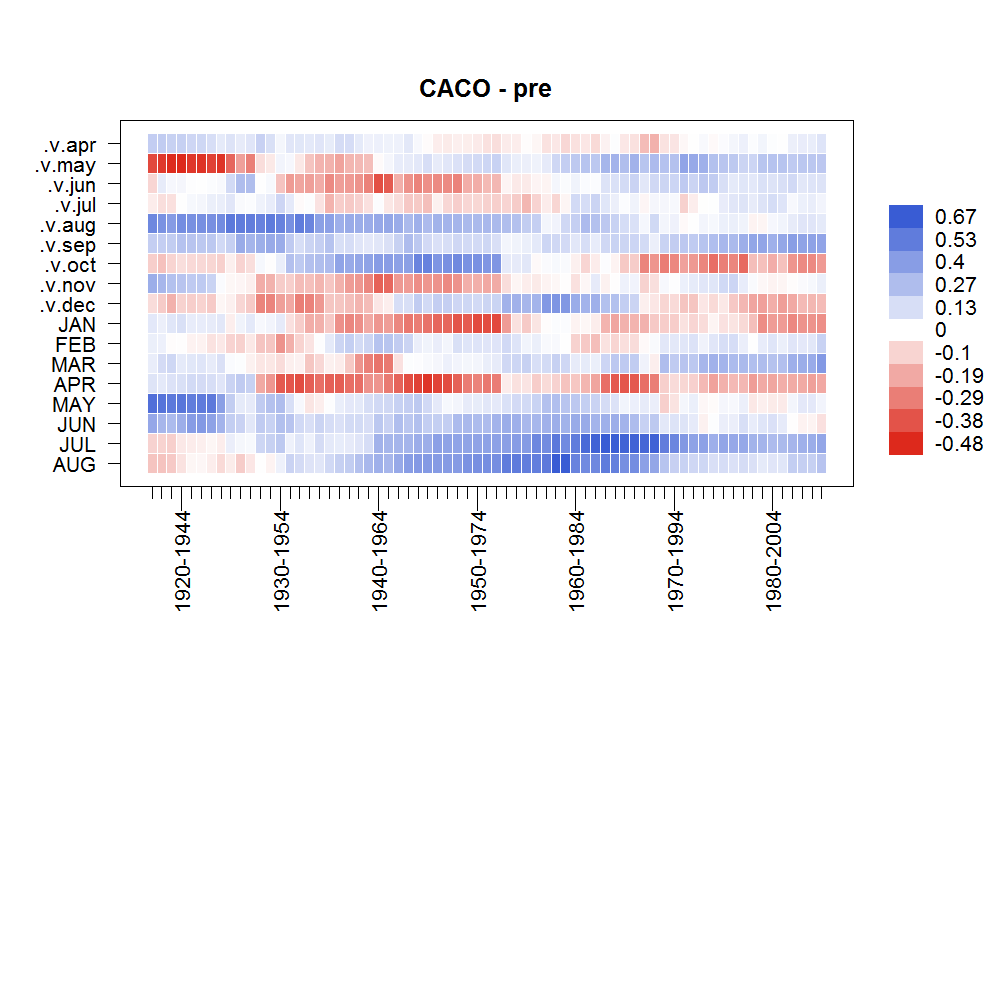 CACO - pre
.v.apr
.v.may
.v.jun
.v.jul
.v.aug
.v.sep
.v.oct
.v.nov
.v.dec
JAN
FEB
MAR
APR
MAY
JUN
JUL
AUG
0.67
0.53
0.4
0.27
0.13
0
-0.1
-0.19
-0.29
-0.38
-0.48
1920-1944
1930-1954
1940-1964
1950-1974
1960-1984
1970-1994
1980-2004